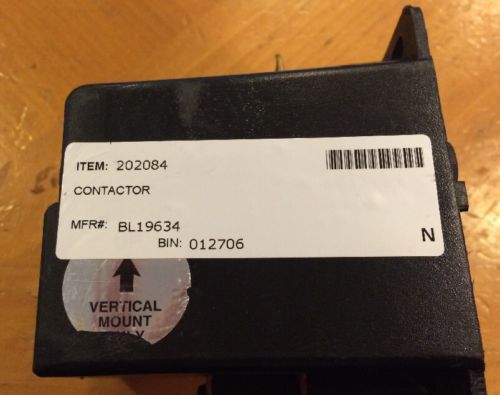 ITEM: 202084
CONTACTOR
MFR#: BL19634
BIN: 012706
N
VERTICAL
MOUNT